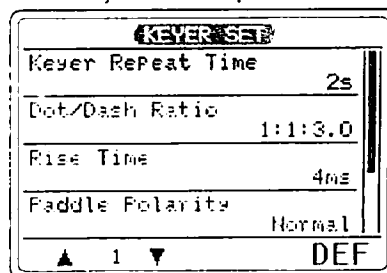 KEYER SET
Keyer Repeat Time
2s
Dot/Dash Ratio
1:1:3.0
Rise Time
4ms
Paddle Polarity
Normal
▲ 1 ▼ DEF